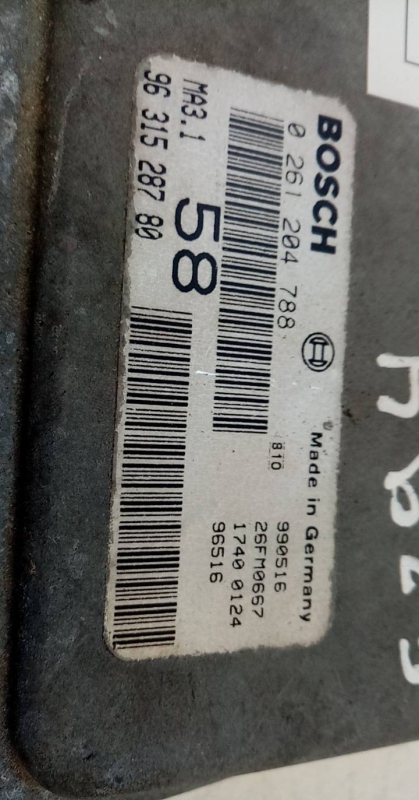 BOSCH
0 261 204 788
Made in Germany
810
990516
26FM0667
1740 0124
96516
58
MA3.1
96 315 287 80